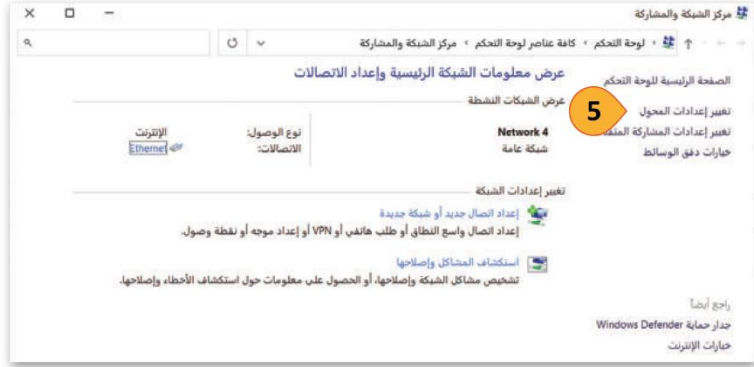 مركز الشبكة والمشاركة
لوحة التحكم › كافة عناصر لوحة التحكم › مركز الشبكة والمشاركة
الصفحة الرئيسية للوحة التحكم
تغيير إعدادات المحول
5
تغيير إعدادات المشاركة
خيارات دفق الوسائط
عرض معلومات الشبكة الرئيسية وإعداد الاتصالات
عرض الشبكات النشطة
Network 4
شبكة عامة
نوع الوصول: الإنترنت
الاتصالات: Ethernet
تغيير إعدادات الشبكة
إعداد اتصال جديد أو شبكة جديدة
إعداد اتصال واسع النطاق أو طلب هاتفي أو VPN أو إعداد موجه أو نقطة وصول.
استكشاف المشاكل وإصلاحها
تشخيص مشاكل الشبكة وإصلاحها، أو الحصول على معلومات حول استكشاف الأخطاء وإصلاحها.
راجع أيضاً
جدار حماية Windows Defender
خيارات الإنترنت